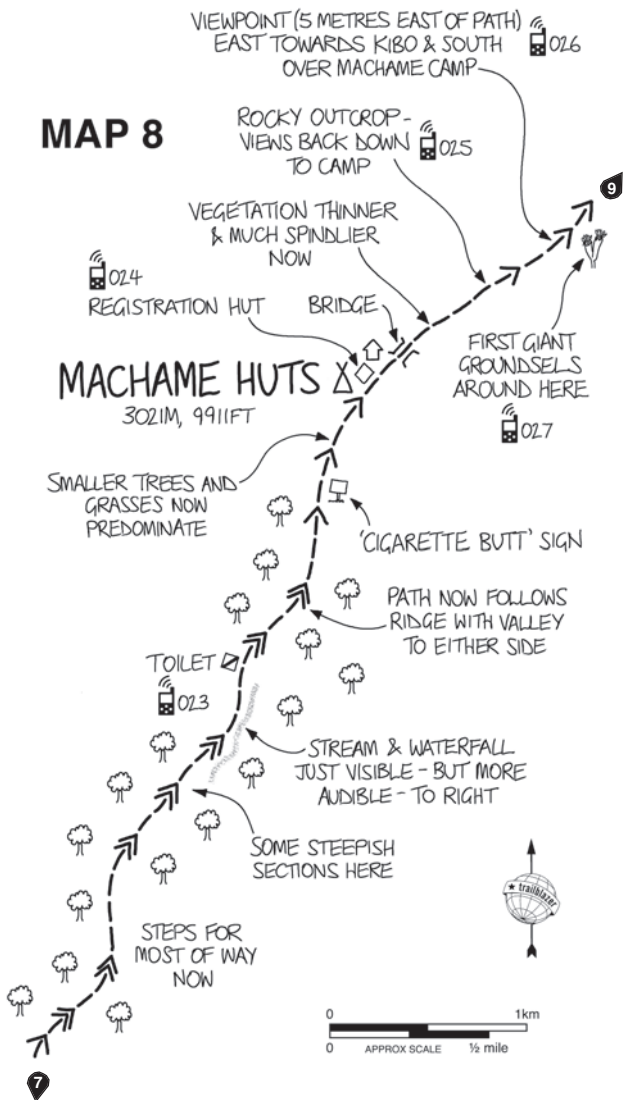 VIEWPOINT (5 METRES EAST OF PATH)
EAST TOWARDS KIBO & SOUTH
OVER MACHAME CAMP
026
MAP 8
ROCKY OUTCROP-
VIEWS BACK DOWN
TO CAMP
025
9
VEGETATION THINNER
& MUCH SPINDLIER
NOW
024
REGISTRATION HUT
BRIDGE
FIRST GIANT
GROUNDSELS
AROUND HERE
027
MACHAME HUTS
3021M, 9911FT
SMALLER TREES AND
GRASSES NOW
PREDOMINATE
'CIGARETTE BUTT' SIGN
PATH NOW FOLLOWS
RIDGE WITH VALLEY
TO EITHER SIDE
TOILET
023
STREAM & WATERFALL
JUST VISIBLE - BUT MORE
AUDIBLE - TO RIGHT
SOME STEEPISH
SECTIONS HERE
trailblazer
STEPS FOR
MOST OF WAY
NOW
0 1km
0 APPROX SCALE ½ mile
7